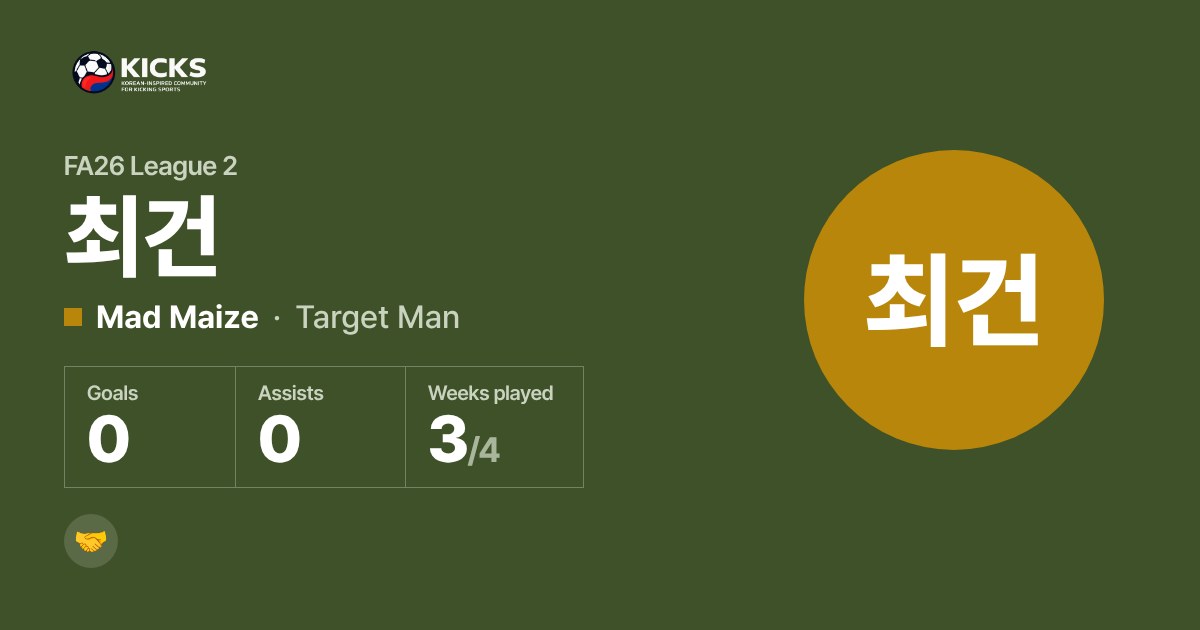 KICKS
KOREAN-INSPIRED COMMUNITY
FOR KICKING SPORTS
FA26 League 2
최건
Mad Maize · Target Man
Goals
0
Assists
0
Weeks played
3/4
최건